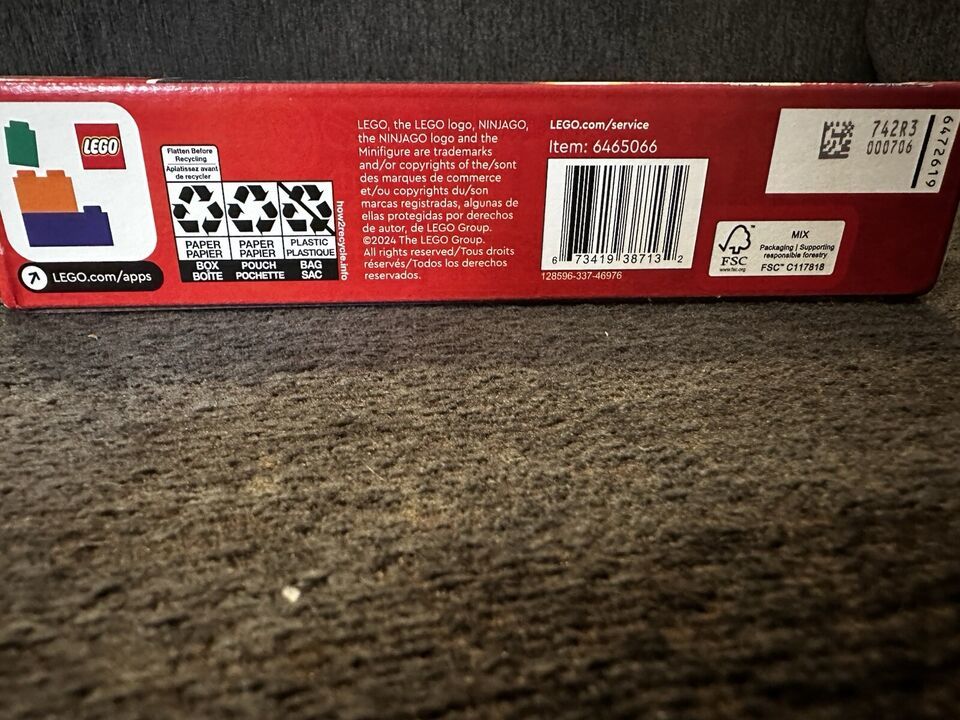 LEGO
LEGO.com/apps
Flatten Before
Recycling
Aplatissez avant
de recycler
PAPER
PAPIER
BOX
BOÎTE
PAPER
PAPIER
POUCH
POCHETTE
PLASTIC
PLASTIQUE
BAG
SAC
how2recycle.info
LEGO, the LEGO logo, NINJAGO,
the NINJAGO logo and the
Minifigure are trademarks
and/or copyrights of the/sont
des marques de commerce
et/ou copyrights du/son
marcas registradas, algunas de
ellas protegidas por derechos
de autor, de LEGO Group.
©2024 The LEGO Group.
All rights reserved/Tous droits
réservés/Todos los derechos
reservados.
LEGO.com/service
Item: 6465066
6 73419 38713 2
128596-337-46976
FSC
www.fsc.org
MIX
Packaging | Supporting
responsible forestry
FSC™ C117818
742R3
000706
6472619